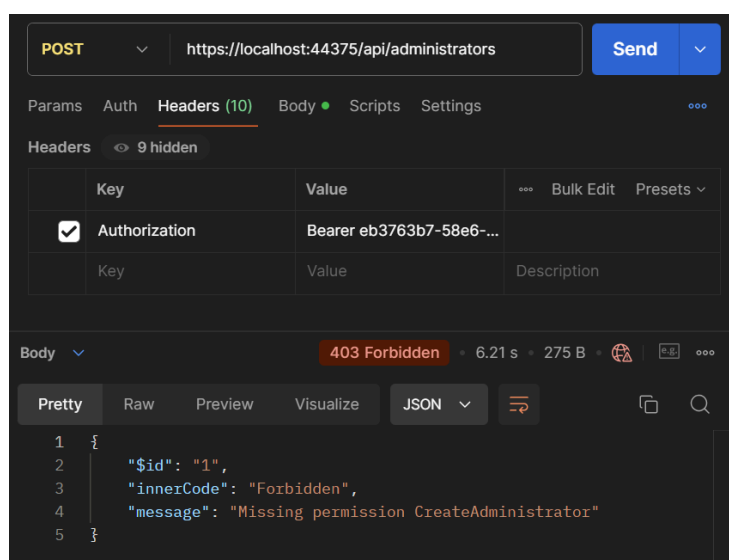 POST https://localhost:44375/api/administrators Send
Params Auth Headers (10) Body Scripts Settings
Headers 9 hidden
Key Value Bulk Edit Presets
Authorization Bearer eb3763b7-58e6-...
Key Value Description
Body 403 Forbidden 6.21 s 275 B e.g.
Pretty Raw Preview Visualize JSON
1 {
2 "$id": "1",
3 "innerCode": "Forbidden",
4 "message": "Missing permission CreateAdministrator"
5 }